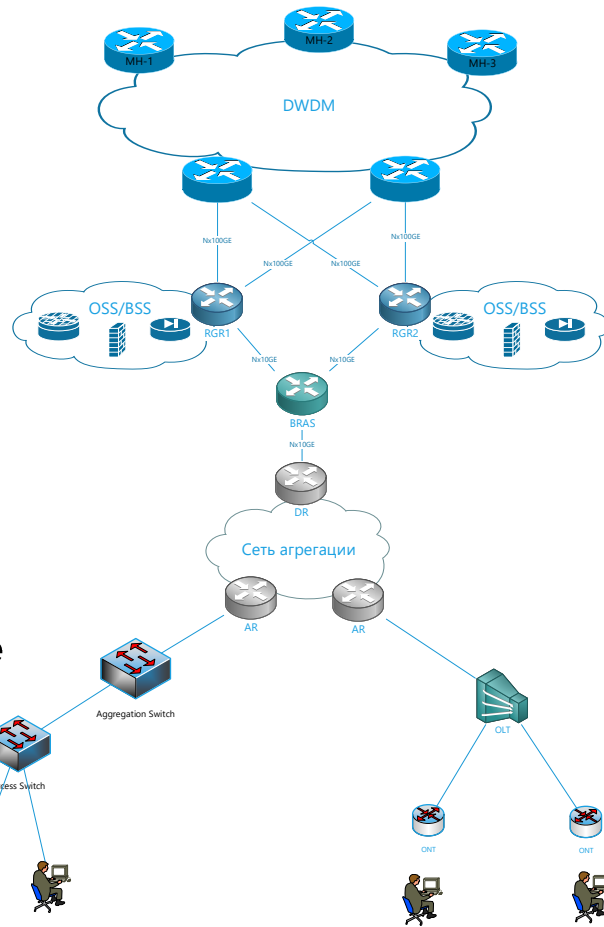 MH-2
MH-1
MH-3
DWDM
Nx100GE
Nx100GE
Nx100GE
Nx100GE
OSS/BSS
OSS/BSS
RGR1
RGR2
Nx10GE
Nx10GE
BRAS
Nx10GE
DR
Сеть агрегации
AR
AR
e
Aggregation Switch
OLT
cess Switch
ONT
ONT